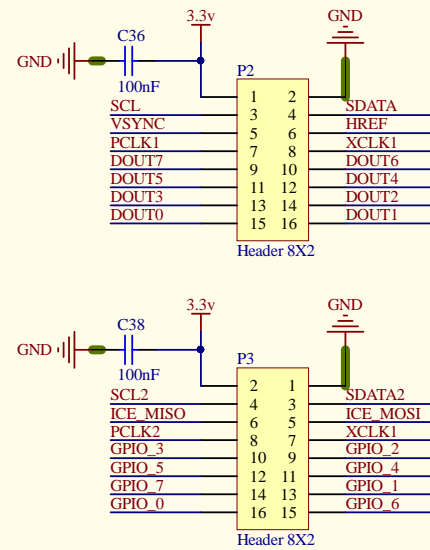 3.3v
GND
C36
GND
100nF
P2
1 2
SCL 3 4 SDATA
VSYNC 5 6 HREF
PCLK1 7 8 XCLK1
DOUT7 9 10 DOUT6
DOUT5 11 12 DOUT4
DOUT3 13 14 DOUT2
DOUT0 15 16 DOUT1
Header 8X2
3.3v
GND
C38
GND
100nF
P3
2 1
SCL2 4 3 SDATA2
ICE_MISO 6 5 ICE_MOSI
PCLK2 8 7 XCLK1
GPIO_3 10 9 GPIO_2
GPIO_5 12 11 GPIO_4
GPIO_7 14 13 GPIO_1
GPIO_0 16 15 GPIO_6
Header 8X2